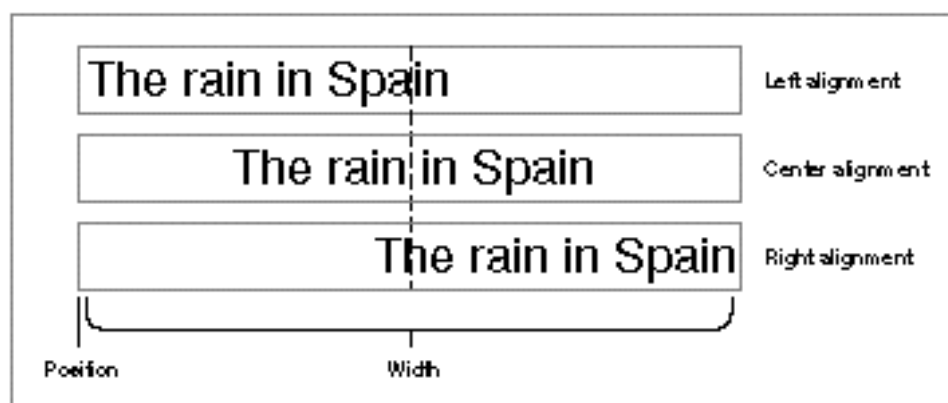 The rain in Spain Left alignment
The rain in Spain Center alignment
The rain in Spain Right alignment
Position Width